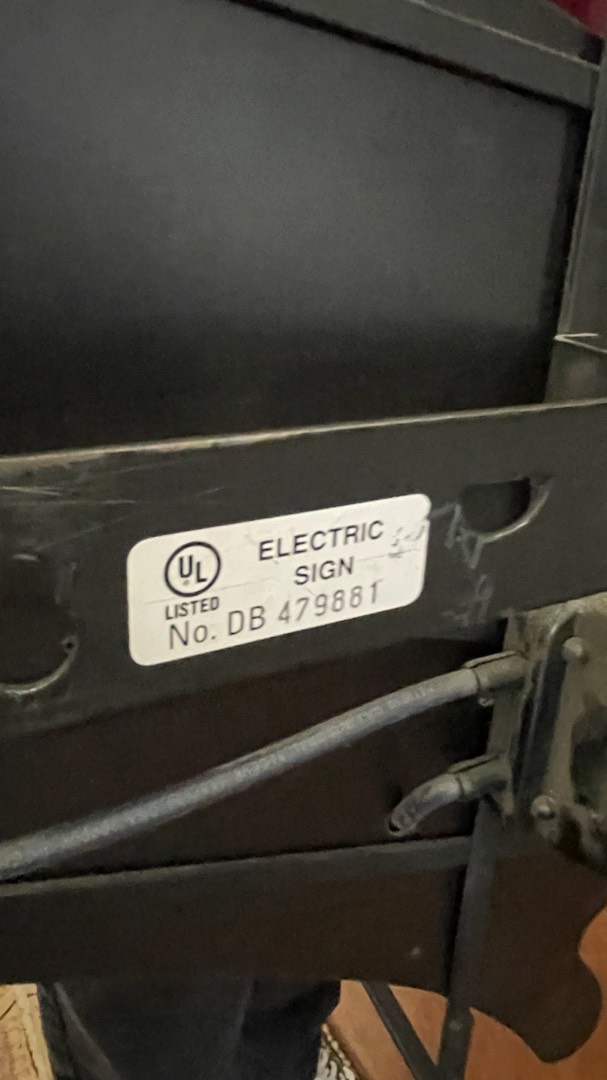 UL
LISTED
ELECTRIC
SIGN
No. DB 479881